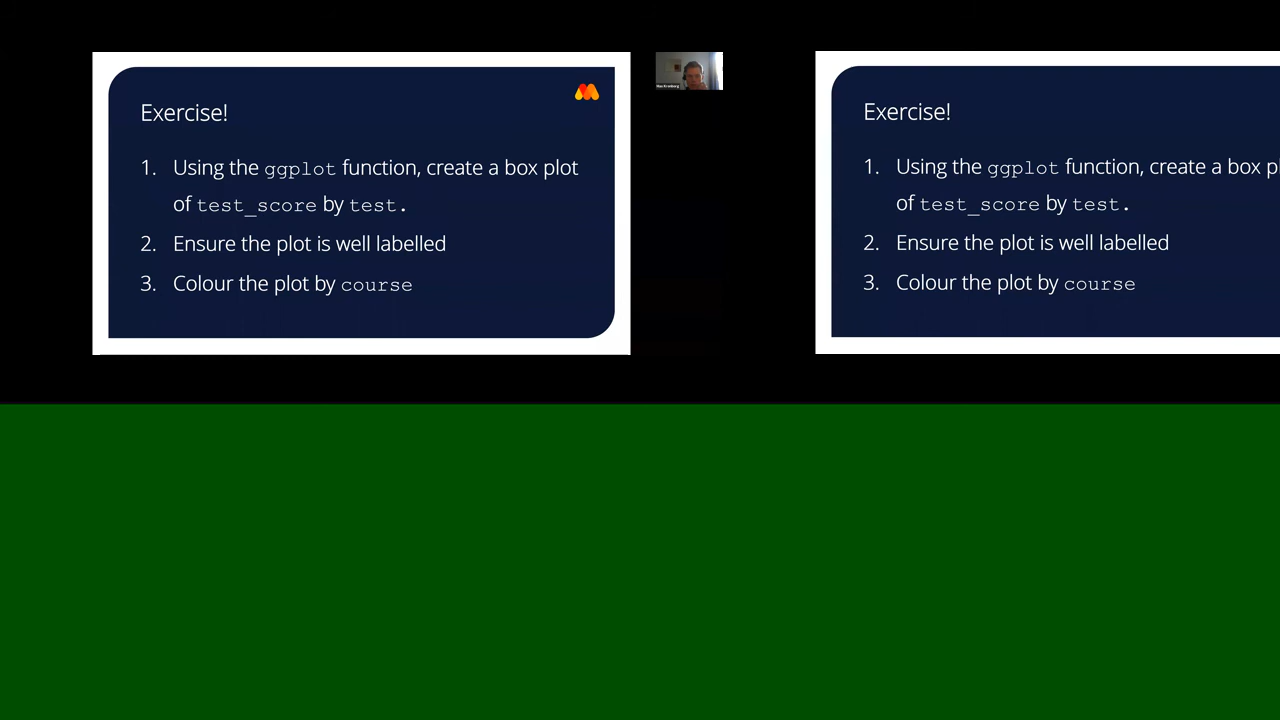 Exercise!
1. Using the ggplot function, create a box plot
of test_score by test.
2. Ensure the plot is well labelled
3. Colour the plot by course
Exercise!
1. Using the ggplot function, create a box p
of test_score by test.
2. Ensure the plot is well labelled
3. Colour the plot by course